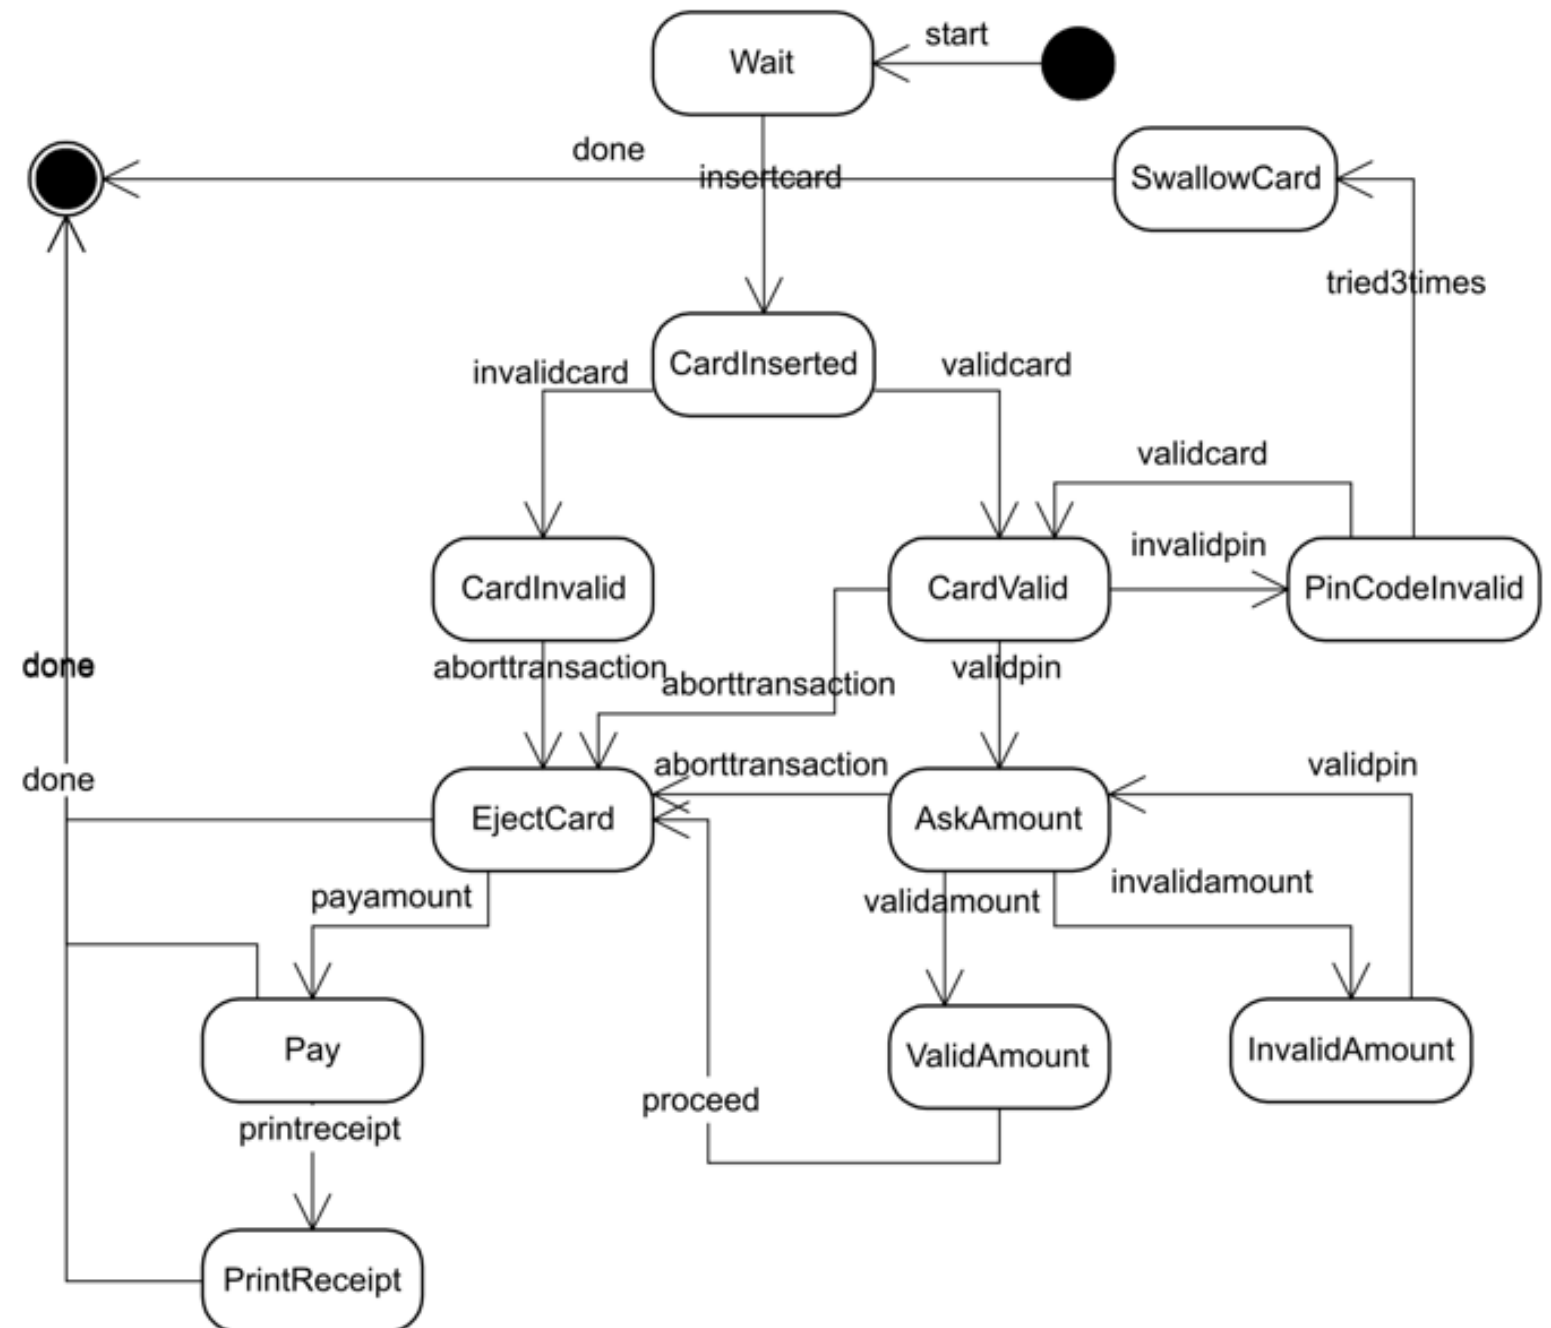 start
Wait
done
insertcard
SwallowCard
tried3times
CardInserted
invalidcard
validcard
validcard
invalidpin
CardInvalid
CardValid
PinCodeInvalid
done
aborttransaction
aborttransaction
validpin
done
aborttransaction
validpin
EjectCard
AskAmount
payamount
validamount
invalidamount
Pay
ValidAmount
InvalidAmount
proceed
printreceipt
PrintReceipt